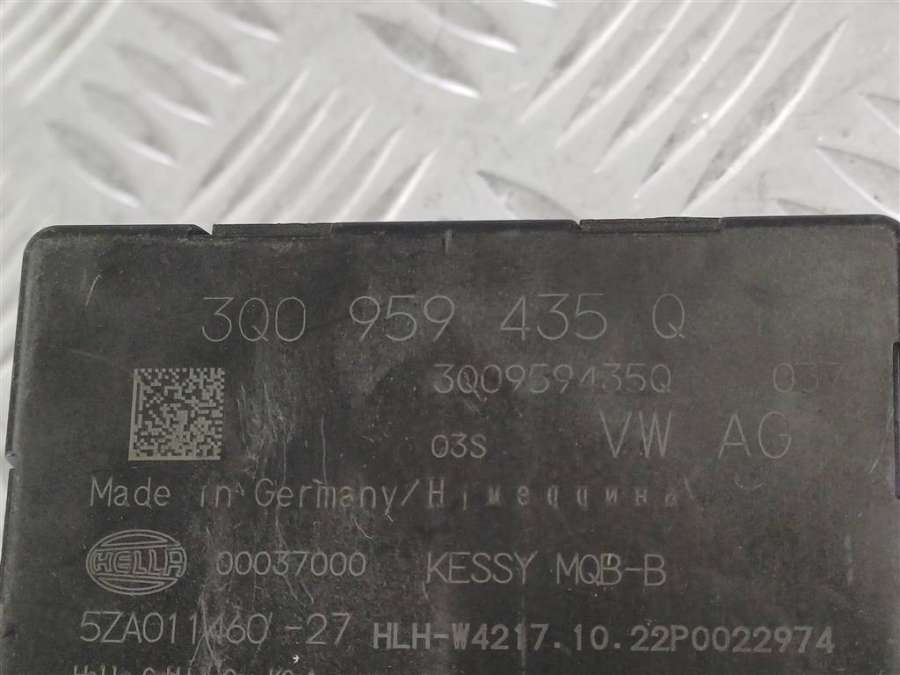 3Q0 959 435 Q
3Q0959435Q
03S VW AG
Made in Germany/
HELLA 00037000 KESSY MQB-B
5ZA011460-27 HLH-W4217.10.22P0022974